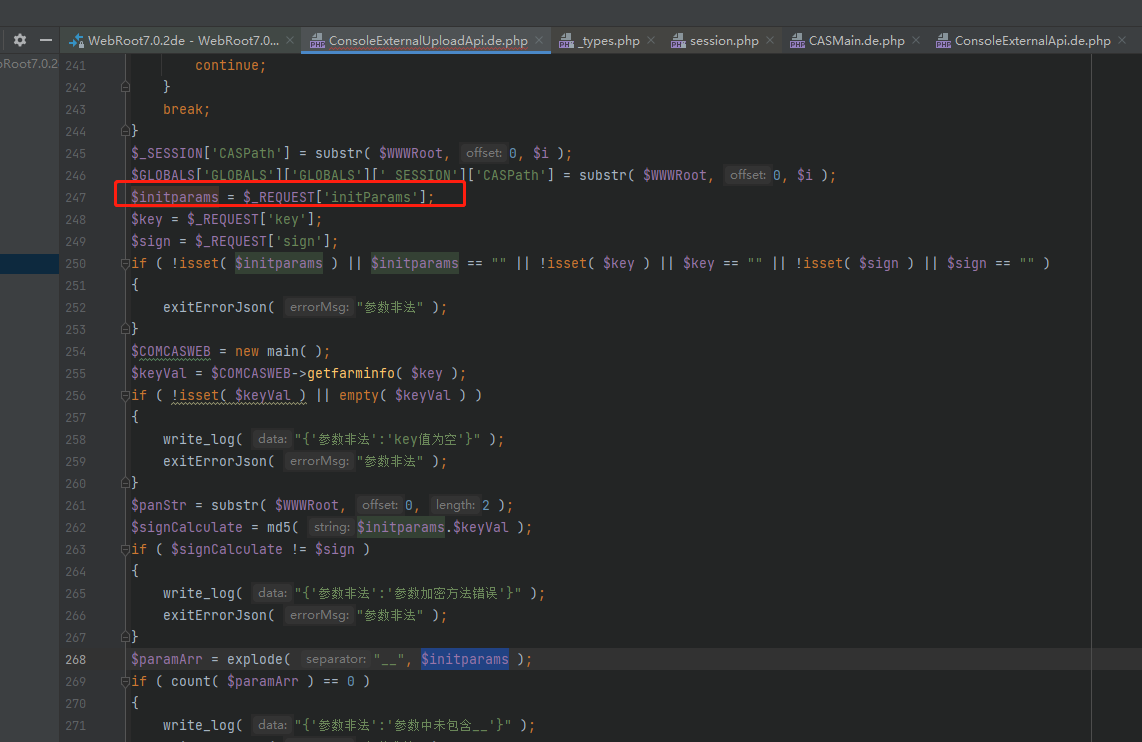 WebRoot7.0.2de - WebRoot7.0... × ConsoleExternalUploadApi.de.php × _types.php × session.php × CASMain.de.php × ConsoleExternalApi.de.php ×
bRoot7.0.2
241 continue;
242 }
243 break;
244 }
245 $_SESSION['CASPath'] = substr( $WWWRoot, offset: 0, $i );
246 $GLOBALS['GLOBALS']['GLOBALS']['_SESSION']['CASPath'] = substr( $WWWRoot, offset: 0, $i );
247 $initparams = $_REQUEST['initParams'];
248 $key = $_REQUEST['key'];
249 $sign = $_REQUEST['sign'];
250 if ( !isset( $initparams ) || $initparams == "" || !isset( $key ) || $key == "" || !isset( $sign ) || $sign == "" )
251 {
252 exitErrorJson( errorMsg: "参数非法" );
253 }
254 $COMCASWEB = new main( );
255 $keyVal = $COMCASWEB->getfarminfo( $key );
256 if ( !isset( $keyVal ) || empty( $keyVal ) )
257 {
258 write_log( data: "{'参数非法':'key值为空'}" );
259 exitErrorJson( errorMsg: "参数非法" );
260 }
261 $panStr = substr( $WWWRoot, offset: 0, length: 2 );
262 $signCalculate = md5( string: $initparams.$keyVal );
263 if ( $signCalculate != $sign )
264 {
265 write_log( data: "{'参数非法':'参数加密方法错误'}" );
266 exitErrorJson( errorMsg: "参数非法" );
267 }
268 $paramArr = explode( separator: "__", $initparams );
269 if ( count( $paramArr ) == 0 )
270 {
271 write_log( data: "{'参数非法':'参数中未包含__'}" );